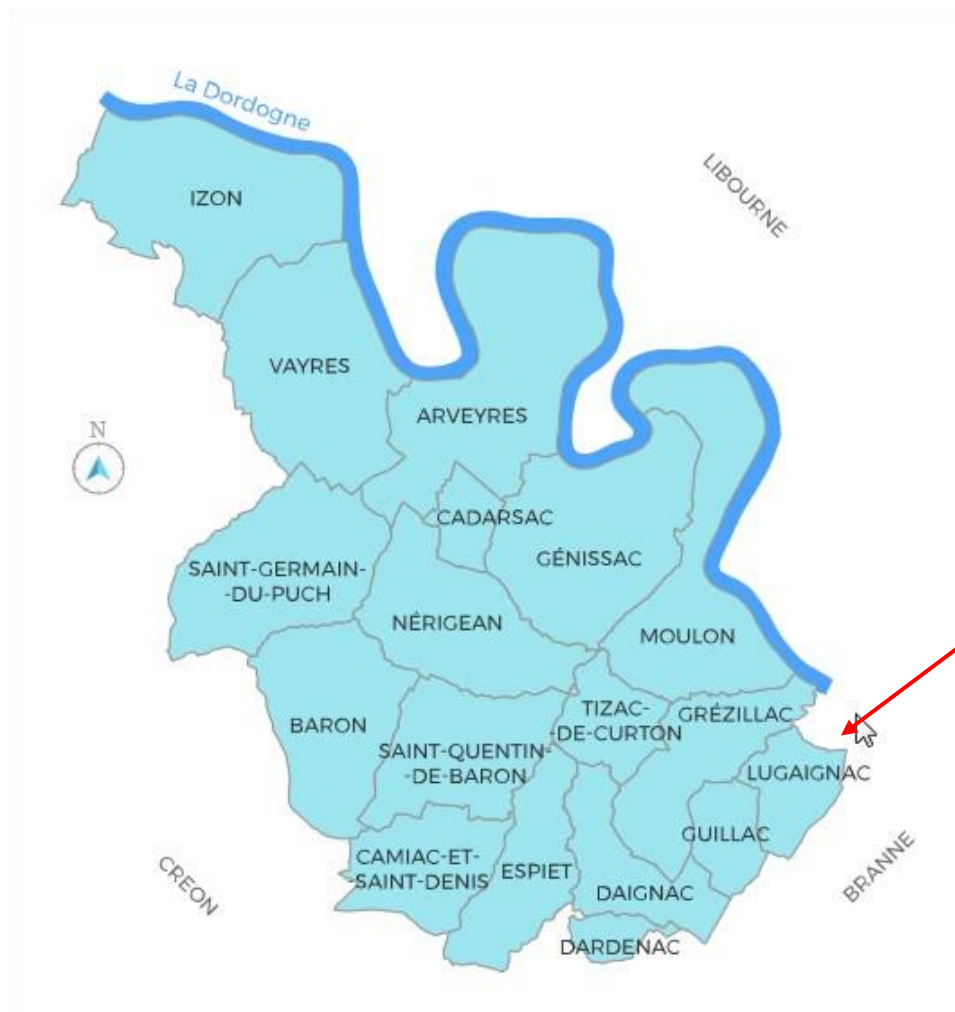 La Dordogne
LIBOURNE
IZON
VAYRES
ARVEYRES
N
CADARSAC
GÉNISSAC
SAINT-GERMAIN-
-DU-PUCH
NÉRIGEAN
MOULON
TIZAC-
-DE-CURTON
GRÉZILLAC
BARON
SAINT-QUENTIN-
-DE-BARON
LUGAIGNAC
GUILLAC
CAMIAC-ET-
-SAINT-DENIS
ESPIET
BRANNE
CREON
DAIGNAC
DARDENAC